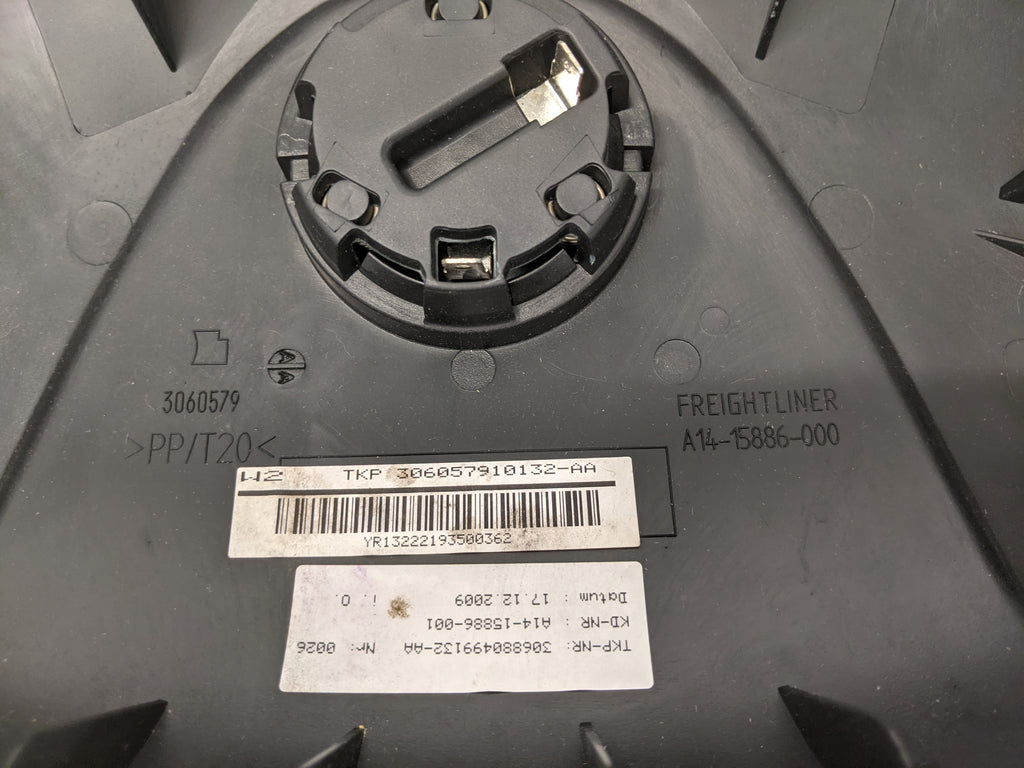 3060579
>PP/T20<
FREIGHTLINER
A14-15886-000
W2 TKP 306057910132-AA
YR13222193500362
TKP-NR: 306880499132-AA Nr: 0026
KD-NR : A14-15886-001
Datum : 17.12.2009 i. O.